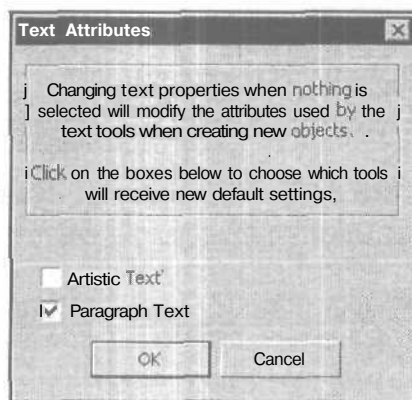 Text Attributes
Changing text properties when nothing is
selected will modify the attributes used by the
text tools when creating new objects.
Click on the boxes below to choose which tools
will receive new default settings,
Artistic Text
Paragraph Text
OK
Cancel